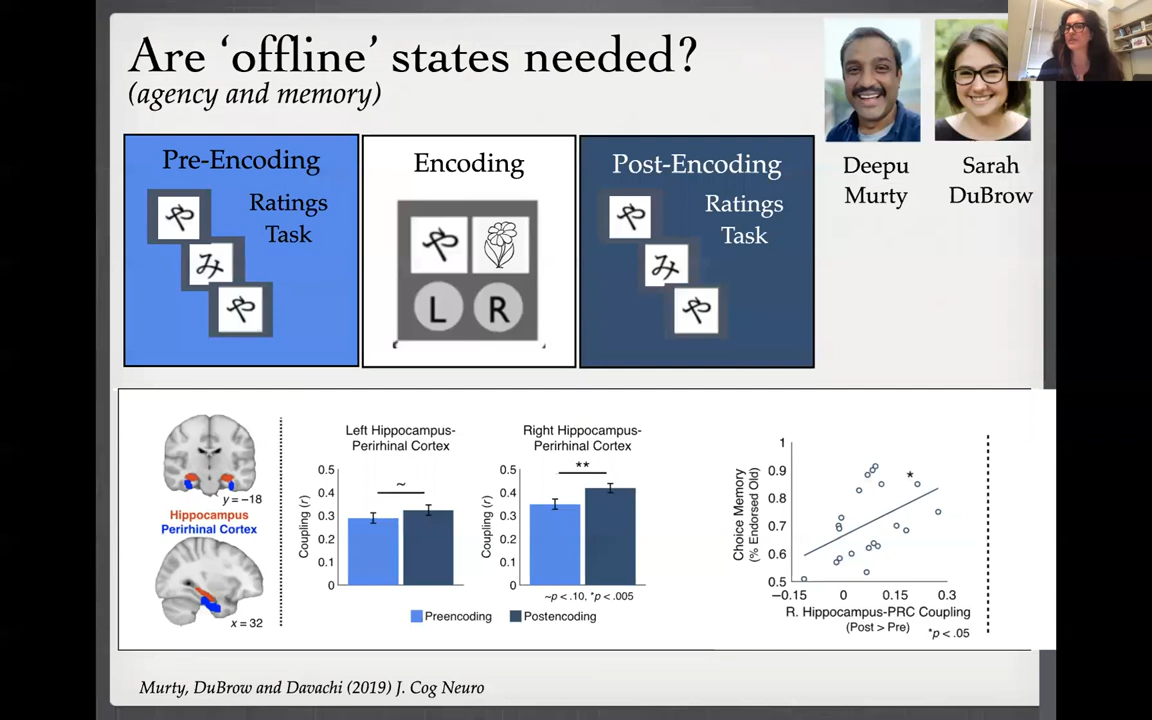 Are ‘offline’ states needed?
(agency and memory)
Deepu
Murty
Sarah
DuBrow
Pre-Encoding
Ratings
Task
や
み
や
Encoding
や
L R
Post-Encoding
Ratings
Task
や
み
や
y = −18
Hippocampus
Perirhinal Cortex
x = 32
Left Hippocampus-
Perirhinal Cortex
Coupling (r)
0.5
0.4
0.3
0.2
0.1
0
~
Right Hippocampus-
Perirhinal Cortex
Coupling (r)
0.5
0.4
0.3
0.2
0.1
0
**
~p < .10, *p < .005
Preencoding Postencoding
Choice Memory
(% Endorsed Old)
1
0.9
0.8
0.7
0.6
0.5
*
−0.15 0 0.15 0.3
R. Hippocampus-PRC Coupling
(Post > Pre)
*p < .05
Murty, DuBrow and Davachi (2019) J. Cog Neuro